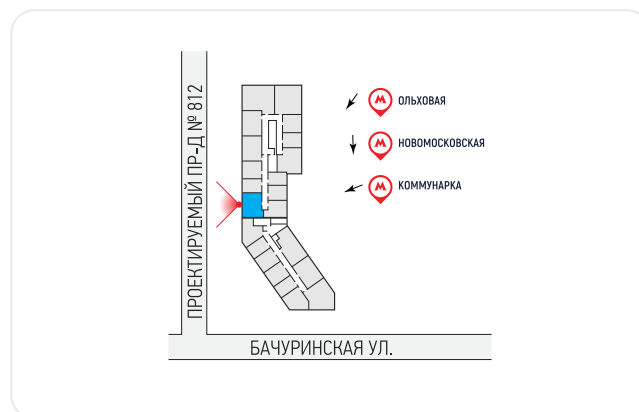 ПРОЕКТИРУЕМЫЙ ПР-Д № 812
М ОЛЬХОВАЯ
М НОВОМОСКОВСКАЯ
М КОММУНАРКА
БАЧУРИНСКАЯ УЛ.